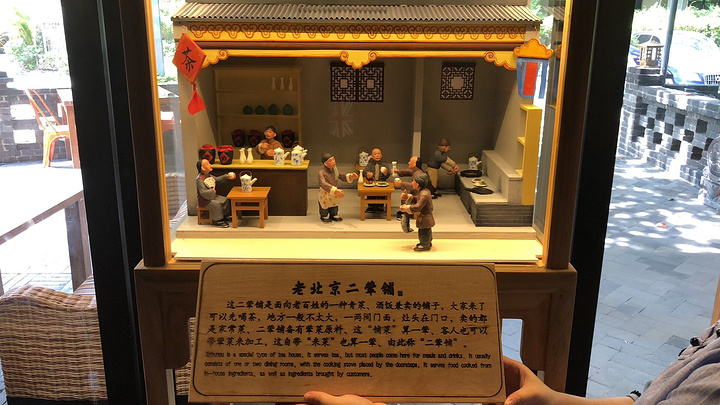 茶
老北京二荤铺
这二荤铺是面向老百姓的一种青菜、酒饭兼卖的铺子，大家来了
可以先喝茶，地方一般不太大，一两间门面，灶头在门口，卖的都
是家常菜。二荤铺备有荤菜原料，这“铺菜”算一荤，客人也可以
带荤菜来加工，这自带“来菜”也算一荤，由此称“二荤铺”。
Erhunpu is a special type of tea house. It serves tea, but most people come here for meals and drinks. It usually
consists of one or two dining rooms, with the cooking stove placed by the doorsteps. It serves food cooked from
in-house ingredients, as well as ingredients brought by customers.